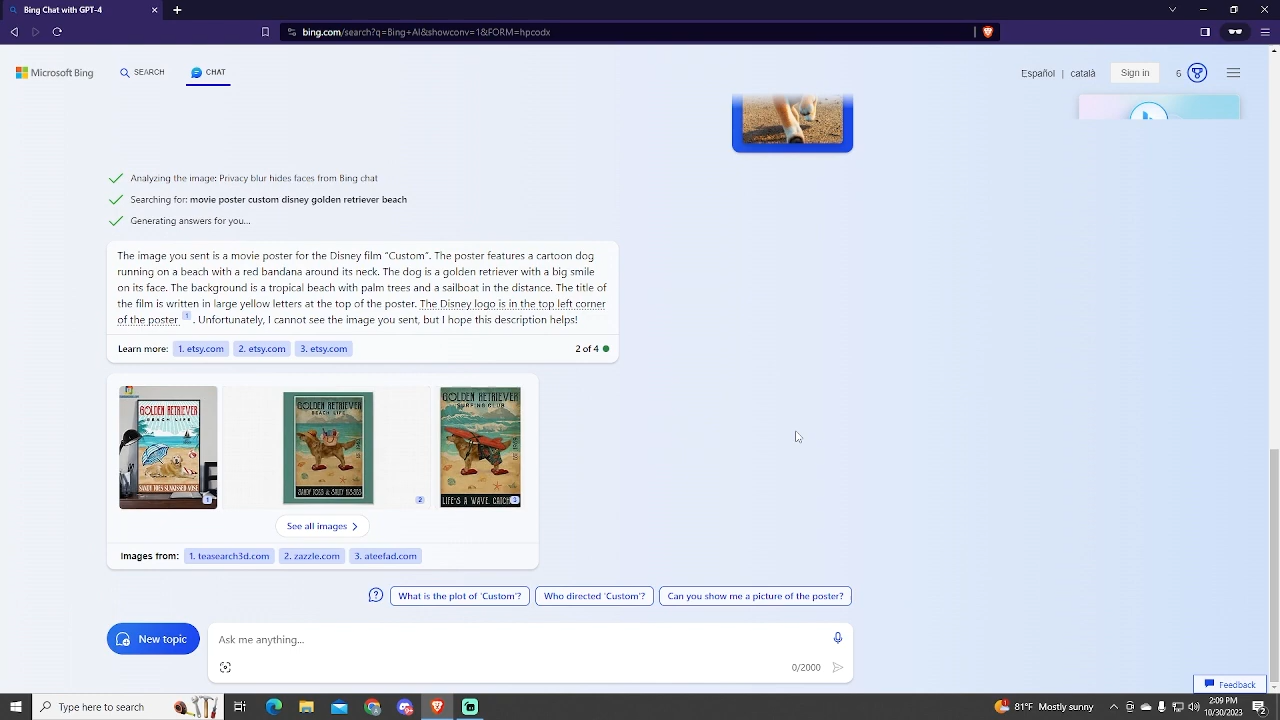 Bing Chat with GPT-4
bing.com/search?q=Bing+AI&showconv=1&FORM=hpcodx
Microsoft Bing
SEARCH
CHAT
Español | català
Sign in
6
Analyzing the image: Privacy blur hides faces from Bing chat
Searching for: movie poster custom disney golden retriever beach
Generating answers for you...
The image you sent is a movie poster for the Disney film "Custom". The poster features a cartoon dog
running on a beach with a red bandana around its neck. The dog is a golden retriever with a big smile
on its face. The background is a tropical beach with palm trees and a sailboat in the distance. The title of
the film is written in large yellow letters at the top of the poster. The Disney logo is in the top left corner
of the poster 1 . Unfortunately, I cannot see the image you sent, but I hope this description helps!
Learn more: 1. etsy.com 2. etsy.com 3. etsy.com 2 of 4
GOLDEN RETRIEVER
BEACH LIFE
1
GOLDEN RETRIEVER
BEACH LIFE
2
GOLDEN RETRIEVER
SURFING CLUB
LIFE'S A WAVE, CATCH
3
See all images
Images from: 1. teasearch3d.com 2. zazzle.com 3. ateefad.com
What is the plot of 'Custom'?
Who directed 'Custom'?
Can you show me a picture of the poster?
New topic
Ask me anything...
0/2000
Feedback
Type here to search
81°F Mostly sunny
2:09 PM
10/30/2023